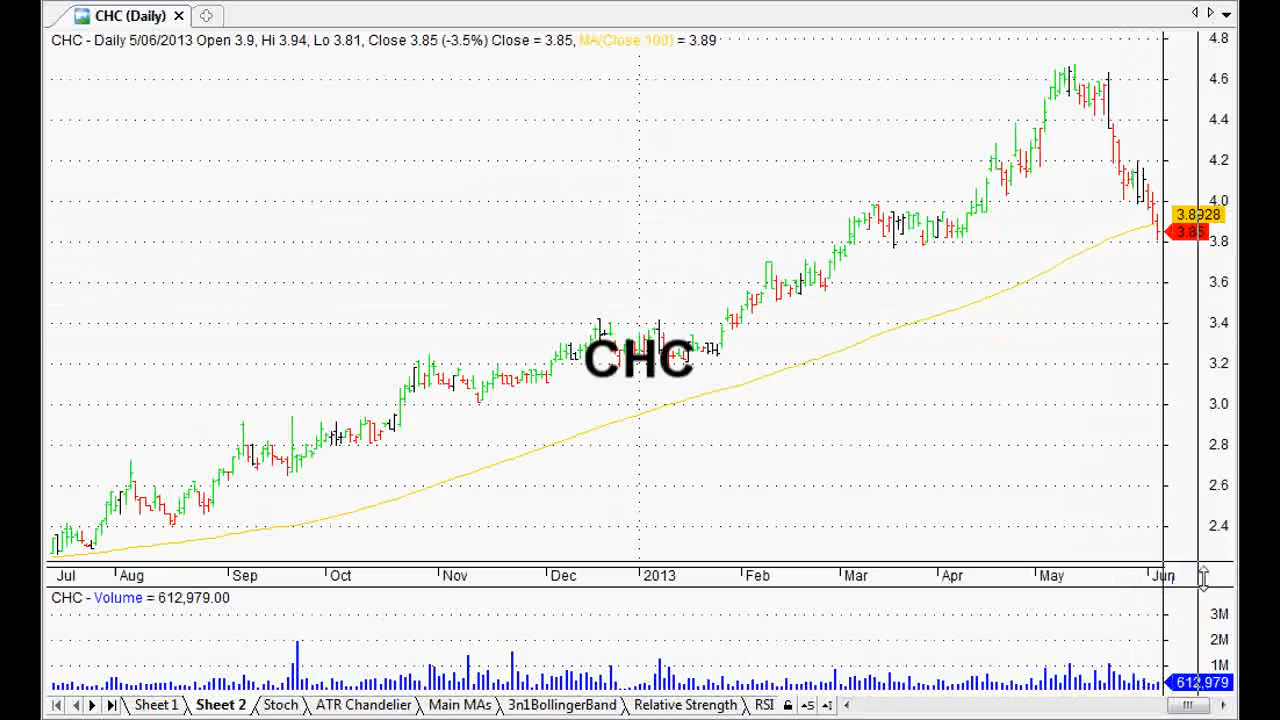 CHC (Daily)
CHC - Daily 5/06/2013 Open 3.9, Hi 3.94, Lo 3.81, Close 3.85 (-3.5%) Close = 3.85, MA(Close 100) = 3.89
4.8
4.6
4.4
4.2
4.0
3.8928
3.85
3.8
3.6
3.4
CHC
3.2
3.0
2.8
2.6
2.4
Jul Aug Sep Oct Nov Dec 2013 Feb Mar Apr May Jun
CHC - Volume = 612,979.00
3M
2M
1M
612,979
Sheet 1 Sheet 2 Stoch ATR Chandelier Main MAs 3n1BollingerBand Relative Strength RSI